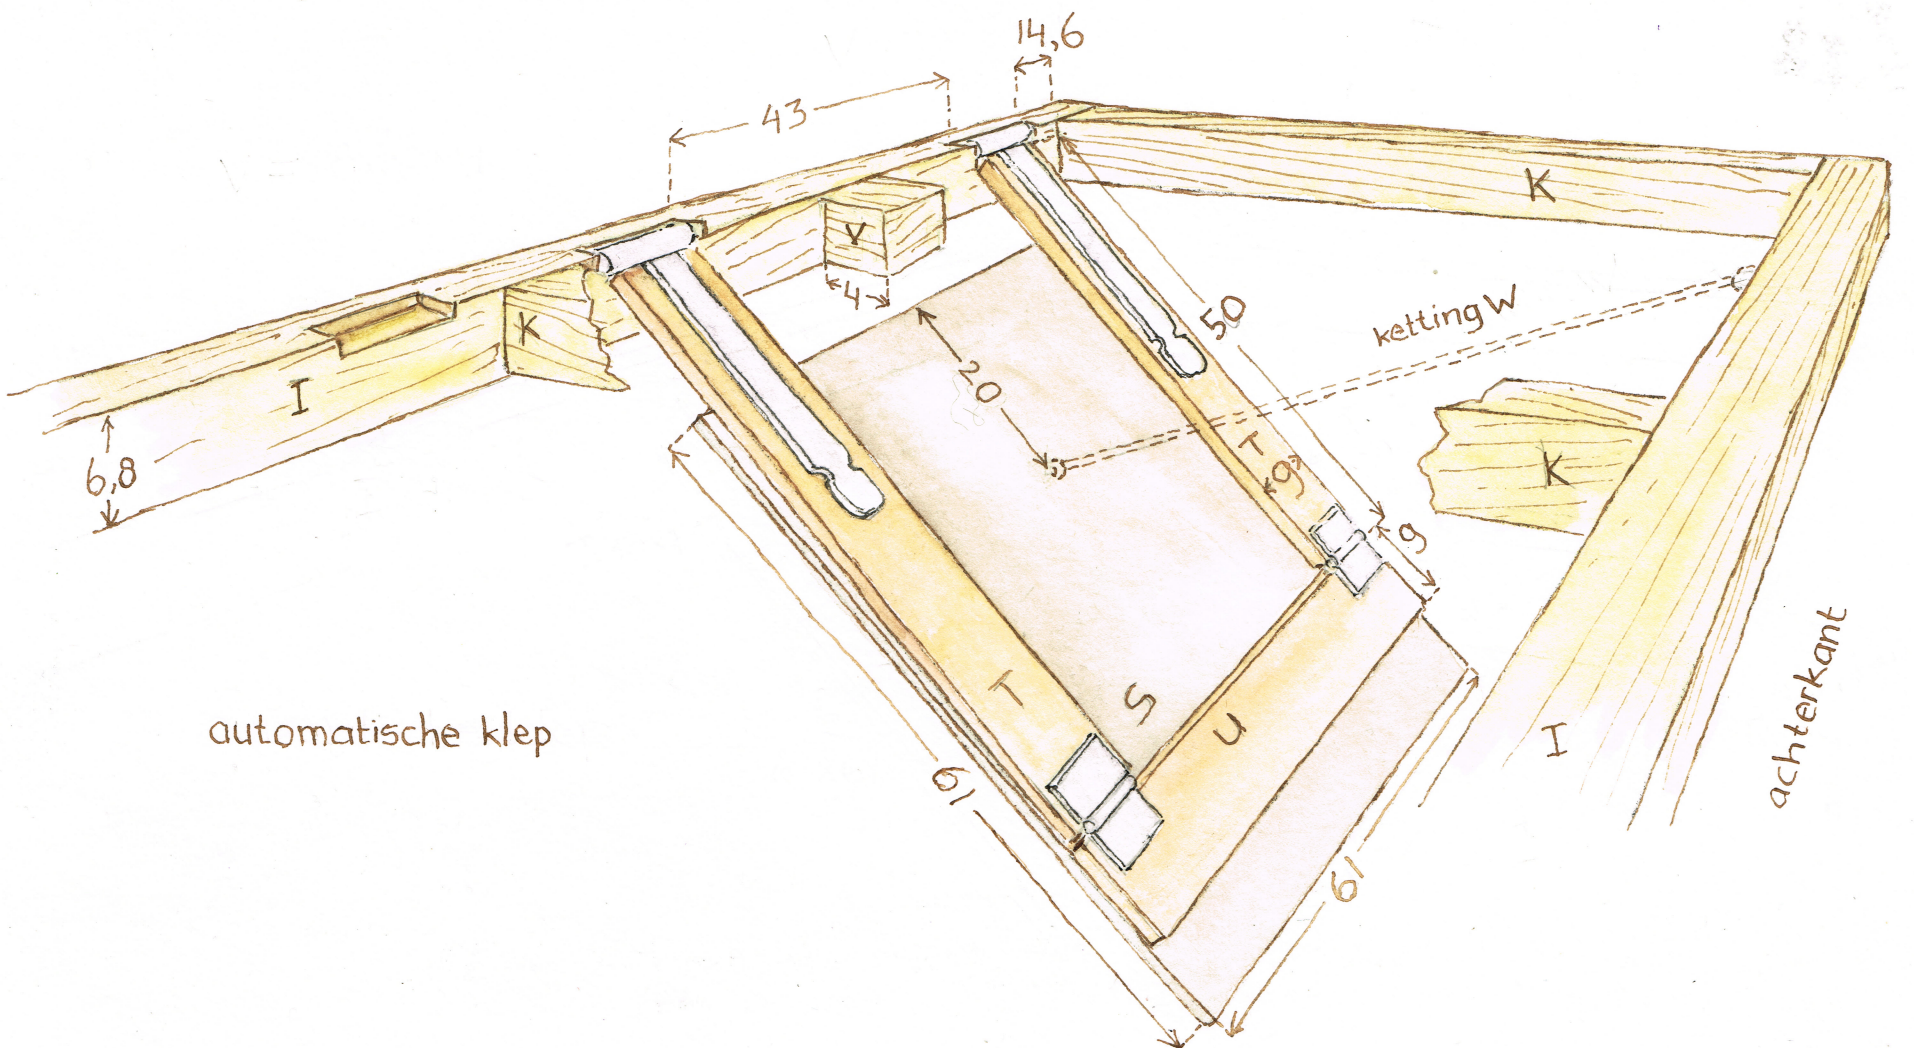 14,6
43
K
V
4
K
50
ketting W
I
20
6,8
T
9
K
9
T
S
U
automatische klep
61
61
I
achterkant